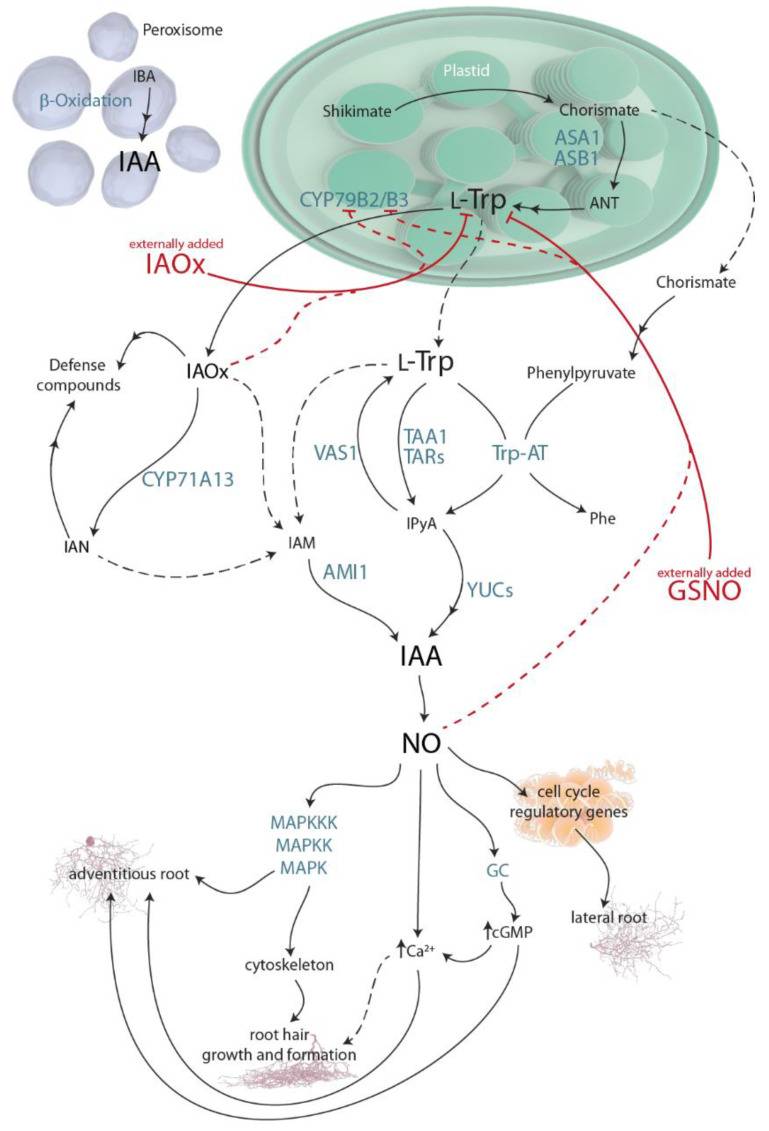 Peroxisome
IBA
β-Oxidation
IAA
Plastid
Shikimate
Chorismate
ASA1
ASB1
CYP79B2/B3
L-Trp
ANT
externally added
IAOx
Chorismate
Defense
compounds
IAOx
L-Trp
Phenylpyruvate
VAS1
TAA1
TARs
Trp-AT
CYP71A13
IPyA
Phe
IAN
IAM
AMI1
YUCs
externally added
GSNO
IAA
NO
cell cycle
regulatory genes
MAPKKK
MAPKK
MAPK
adventitious root
GC
lateral root
cGMP
Ca²⁺
cytoskeleton
root hair
growth and formation